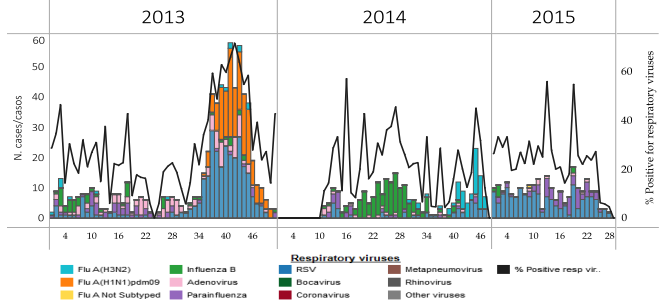 2013 2014 2015
60
50
40
30
20
10
0
N. cases/casos
60
40
20
0
% Positive for respiratory viruses
4 10 16 22 28 34 40 46 4 10 16 22 28 34 40 46 4 10 16 22 28
Respiratory viruses
Flu A(H3N2) Influenza B RSV Metapneumovirus % Positive resp vir..
Flu A(H1N1)pdm09 Adenovirus Bocavirus Rhinovirus
Flu A Not Subtyped Parainfluenza Coronavirus Other viruses